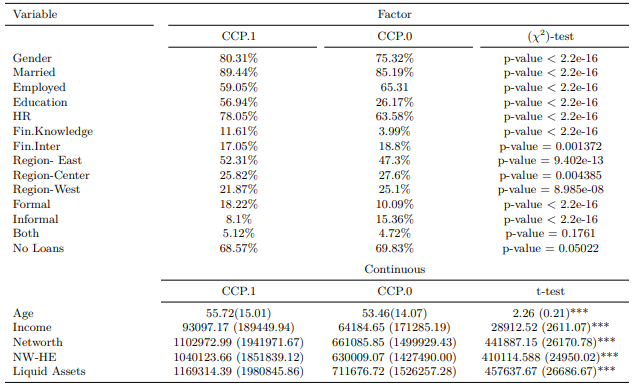 Variable Factor
CCP.1 CCP.0 (χ²)-test
Gender 80.31% 75.32% p-value < 2.2e-16
Married 89.44% 85.19% p-value < 2.2e-16
Employed 59.05% 65.31 p-value < 2.2e-16
Education 56.94% 26.17% p-value < 2.2e-16
HR 78.05% 63.58% p-value < 2.2e-16
Fin.Knowledge 11.61% 3.99% p-value < 2.2e-16
Fin.Inter 17.05% 18.8% p-value = 0.001372
Region- East 52.31% 47.3% p-value = 9.402e-13
Region-Center 25.82% 27.6% p-value = 0.004385
Region-West 21.87% 25.1% p-value = 8.985e-08
Formal 18.22% 10.09% p-value < 2.2e-16
Informal 8.1% 15.36% p-value < 2.2e-16
Both 5.12% 4.72% p-value = 0.1761
No Loans 68.57% 69.83% p-value = 0.05022
Continuous
CCP.1 CCP.0 t-test
Age 55.72(15.01) 53.46(14.07) 2.26 (0.21)***
Income 93097.17 (189449.94) 64184.65 (171285.19) 28912.52 (2611.07)***
Networth 1102972.99 (1941971.67) 661085.85 (1499929.43) 441887.15 (26170.78)***
NW-HE 1040123.66 (1851839.12) 630009.07 (1427490.00) 410114.588 (24950.02)***
Liquid Assets 1169314.39 (1980845.86) 711676.72 (1526257.28) 457637.67 (26686.67)***